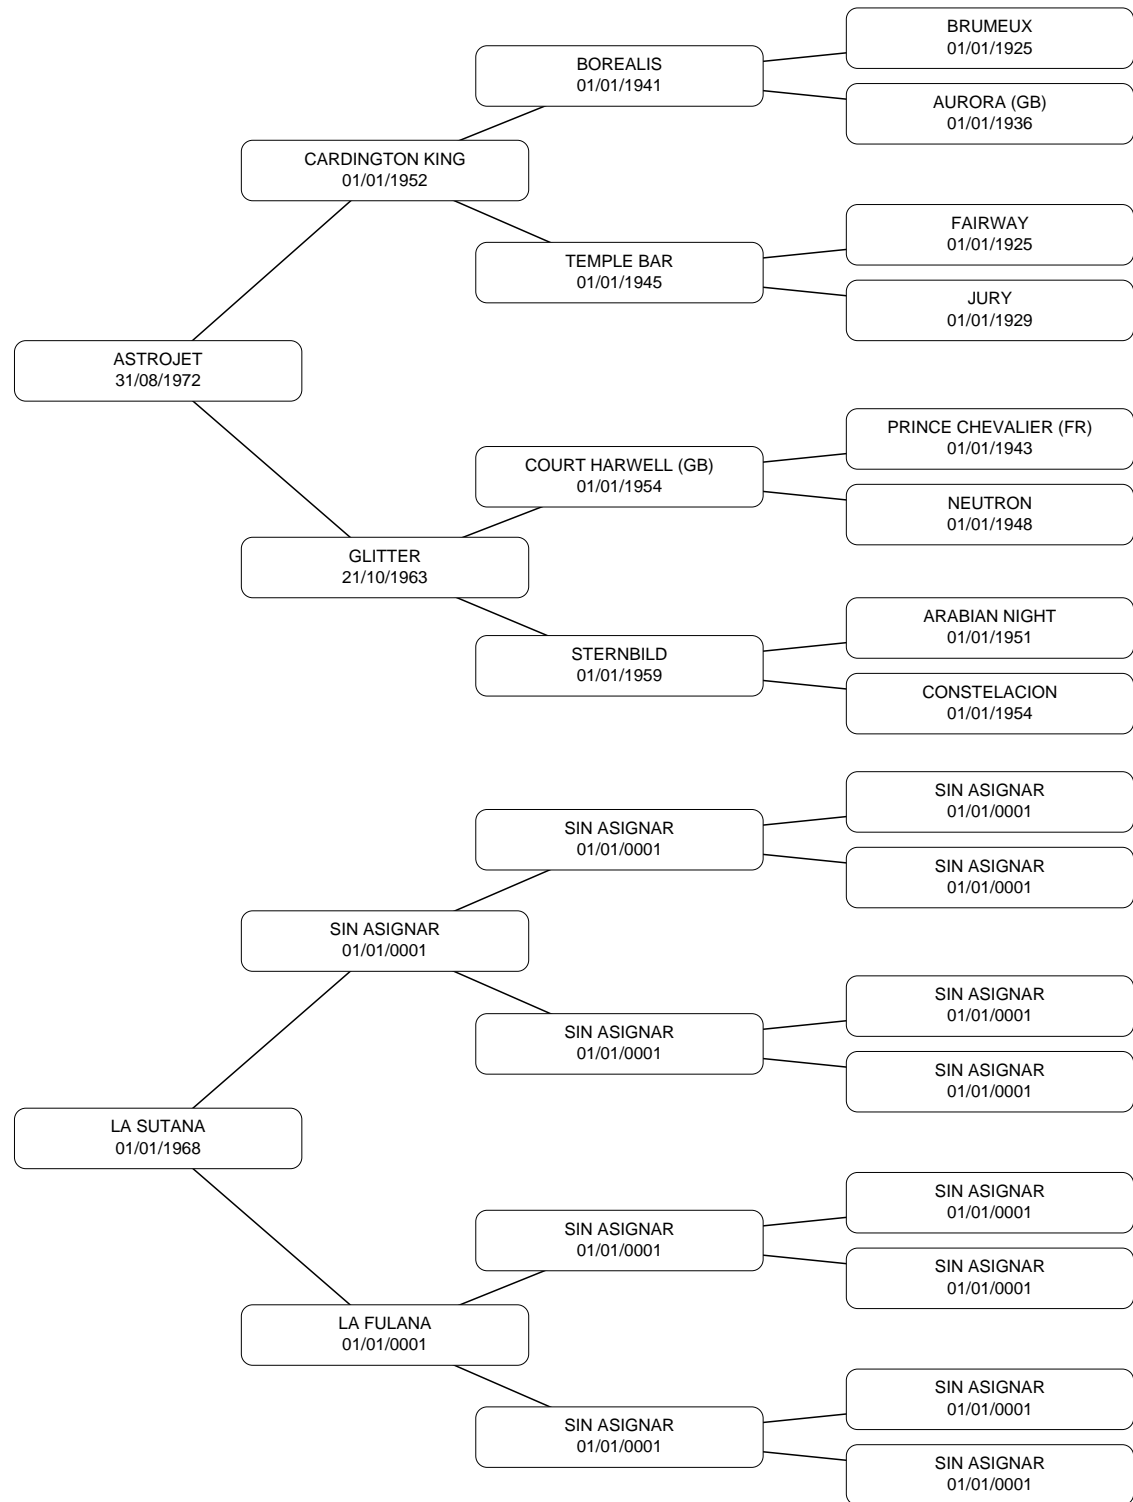 BRUMEUX
01/01/1925
BOREALIS
01/01/1941
AURORA (GB)
01/01/1936
CARDINGTON KING
01/01/1952
FAIRWAY
01/01/1925
TEMPLE BAR
01/01/1945
JURY
01/01/1929
ASTROJET
31/08/1972
PRINCE CHEVALIER (FR)
01/01/1943
COURT HARWELL (GB)
01/01/1954
NEUTRON
01/01/1948
GLITTER
21/10/1963
ARABIAN NIGHT
01/01/1951
STERNBILD
01/01/1959
CONSTELACION
01/01/1954
SIN ASIGNAR
01/01/0001
SIN ASIGNAR
01/01/0001
SIN ASIGNAR
01/01/0001
SIN ASIGNAR
01/01/0001
SIN ASIGNAR
01/01/0001
SIN ASIGNAR
01/01/0001
SIN ASIGNAR
01/01/0001
LA SUTANA
01/01/1968
SIN ASIGNAR
01/01/0001
SIN ASIGNAR
01/01/0001
SIN ASIGNAR
01/01/0001
LA FULANA
01/01/0001
SIN ASIGNAR
01/01/0001
SIN ASIGNAR
01/01/0001
SIN ASIGNAR
01/01/0001